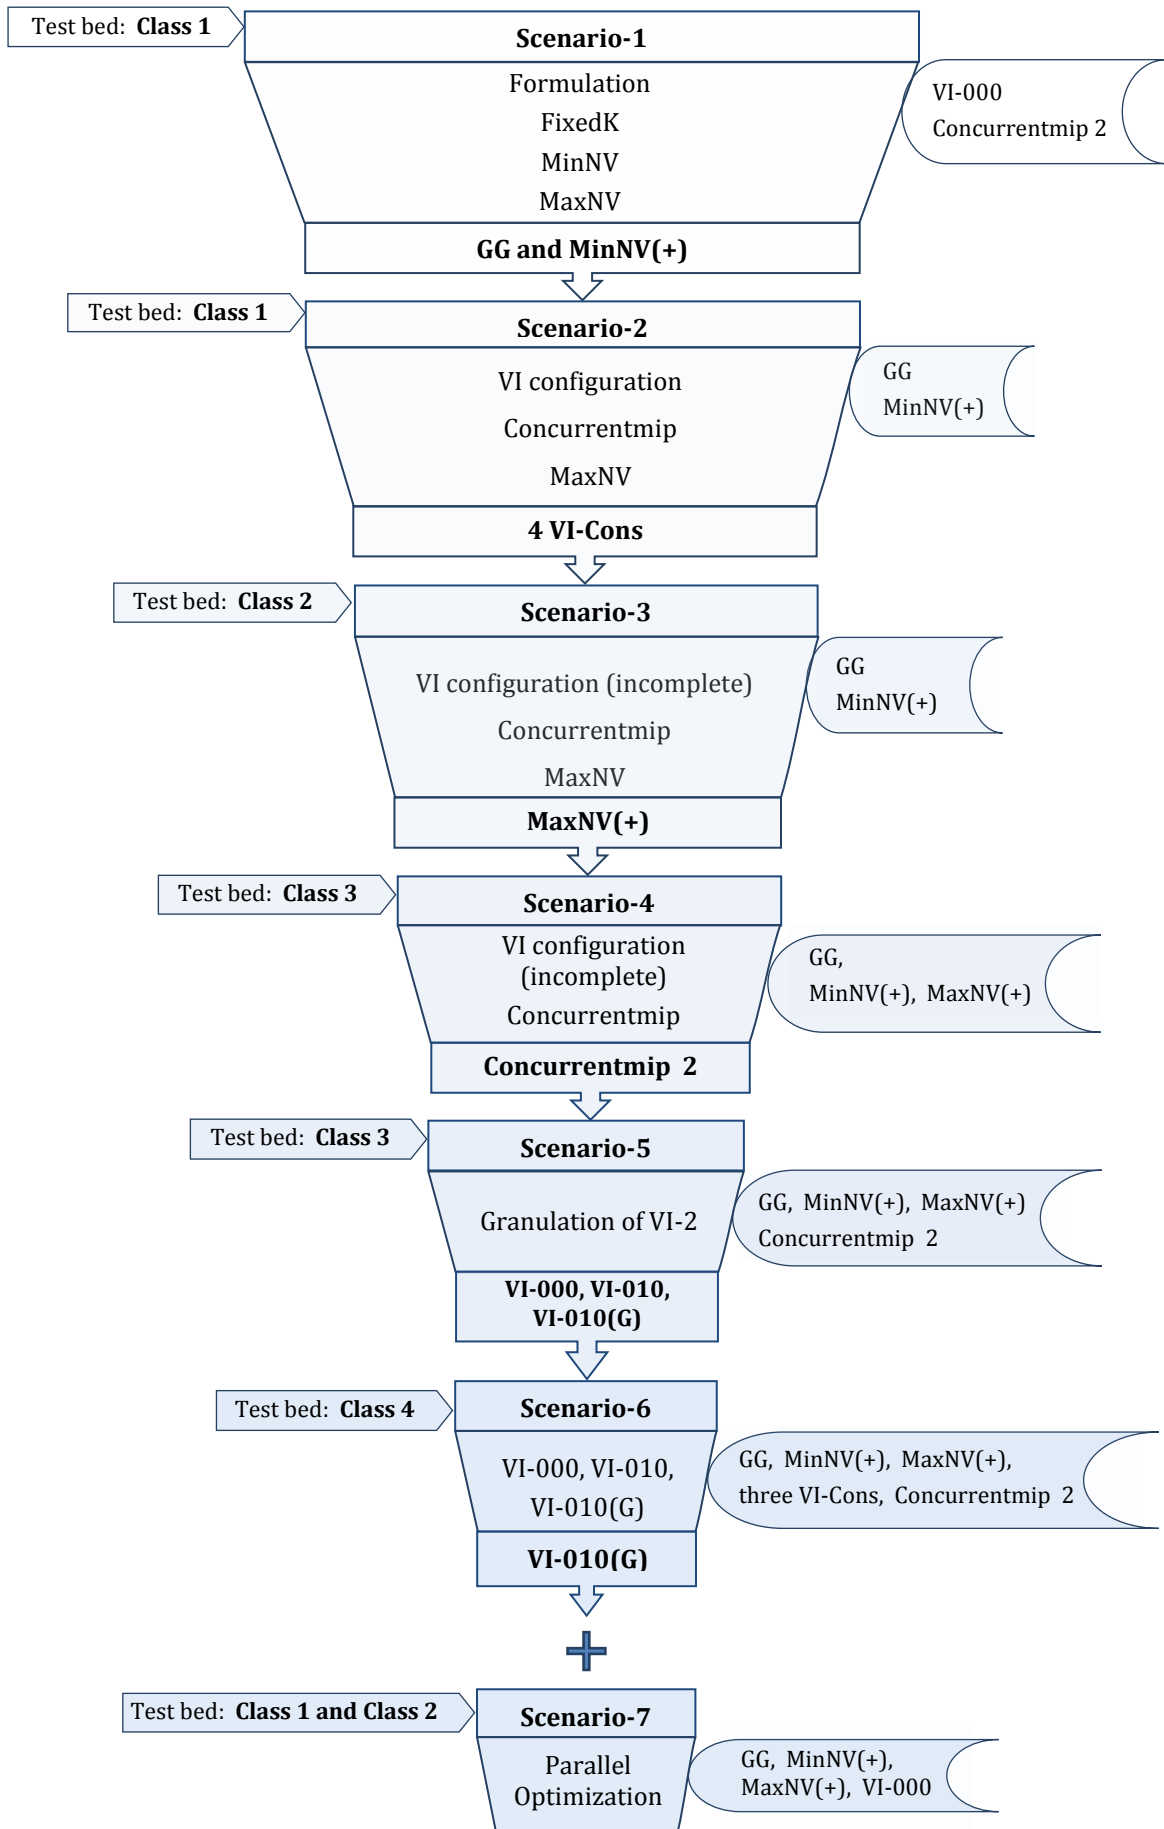 Test bed: Class 1
Scenario-1
Formulation
FixedK
MinNV
MaxNV
VI-000
Concurrentmip 2
GG and MinNV(+)
Test bed: Class 1
Scenario-2
VI configuration
Concurrentmip
MaxNV
GG
MinNV(+)
4 VI-Cons
Test bed: Class 2
Scenario-3
VI configuration (incomplete)
Concurrentmip
MaxNV
GG
MinNV(+)
MaxNV(+)
Test bed: Class 3
Scenario-4
VI configuration
(incomplete)
Concurrentmip
GG,
MinNV(+), MaxNV(+)
Concurrentmip 2
Test bed: Class 3
Scenario-5
Granulation of VI-2
GG, MinNV(+), MaxNV(+)
Concurrentmip 2
VI-000, VI-010,
VI-010(G)
Test bed: Class 4
Scenario-6
VI-000, VI-010,
VI-010(G)
GG, MinNV(+), MaxNV(+),
three VI-Cons, Concurrentmip 2
VI-010(G)
Test bed: Class 1 and Class 2
Scenario-7
Parallel
Optimization
GG, MinNV(+),
MaxNV(+), VI-000